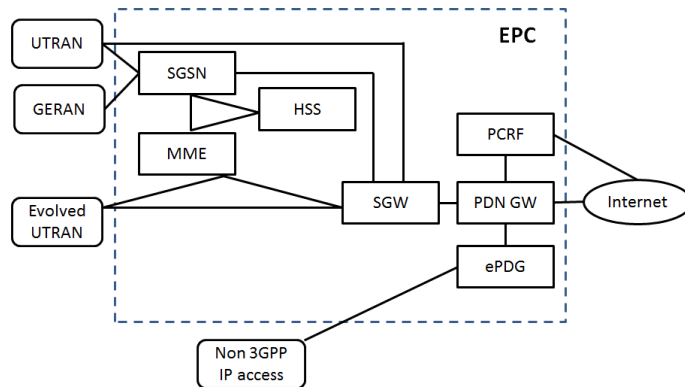 EPC
UTRAN
SGSN
GERAN
HSS
PCRF
MME
Evolved
UTRAN
SGW
PDN GW
Internet
ePDG
Non 3GPP
IP access